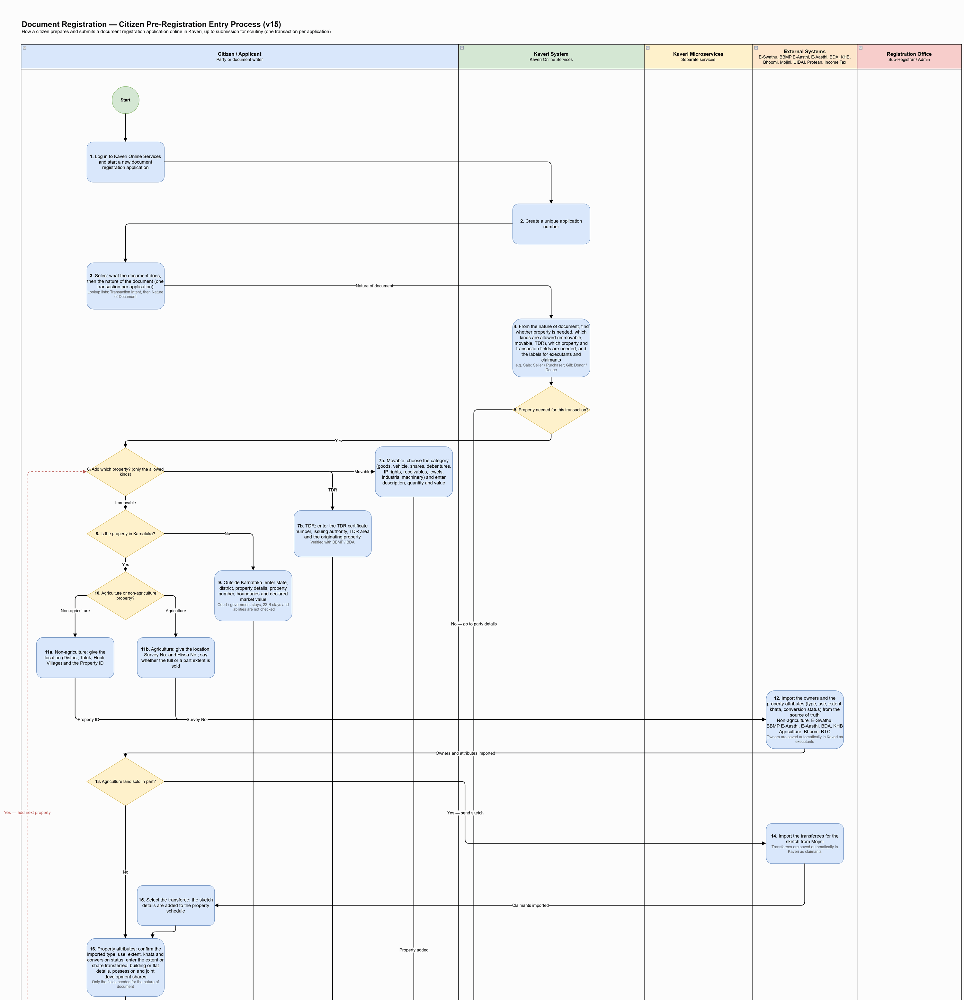 Document Registration — Citizen Pre-Registration Entry Process (v15)
How a citizen prepares and submits a document registration application online in Kaveri, up to submission for scrutiny (one transaction per application)
Citizen / Applicant
Party or document writer
Kaveri System
Kaveri Online Services
Kaveri Microservices
Separate services
External Systems
E-Swathu, BBMP E-Aasthi, E-Aasthi, BDA, KHB,
Bhoomi, Mojini, UIDAI, Protean, Income Tax
Registration Office
Sub-Registrar / Admin
Start
1. Log in to Kaveri Online Services
and start a new document
registration application
2. Create a unique application
number
3. Select what the document does,
then the nature of the document (one
transaction per application)
Lookup lists: Transaction Intent, then Nature
of Document
Nature of document
4. From the nature of document, find
whether property is needed, which
kinds are allowed (immovable,
movable, TDR), which property and
transaction fields are needed, and
the labels for executants and
claimants
e.g. Sale: Seller / Purchaser; Gift: Donor /
Donee
5. Property needed for this transaction?
Yes
6. Add which property? (only the allowed
kinds)
Movable
7a. Movable: choose the category
(goods, vehicle, shares, debentures,
IP rights, receivables, jewels,
industrial machinery) and enter
description, quantity and value
TDR
Immovable
7b. TDR: enter the TDR certificate
number, issuing authority, TDR area
and the originating property
Verified with BBMP / BDA
8. Is the property in Karnataka?
No
Yes
9. Outside Karnataka: enter state,
district, property details, property
number, boundaries and declared
market value
Court / government stays, 22-B stays and
liabilities are not checked
10. Agriculture or non-agriculture
property?
Non-agriculture
Agriculture
No — go to party details
11a. Non-agriculture: give the
location (District, Taluk, Hobli,
Village) and the Property ID
11b. Agriculture: give the location,
Survey No. and Hissa No.; say
whether the full or a part extent is
sold
Property ID
Survey No.
12. Import the owners and the
property attributes (type, use, extent,
khata, conversion status) from the
source of truth
Non-agriculture: E-Swathu,
BBMP E-Aasthi, E-Aasthi, BDA, KHB
Agriculture: Bhoomi RTC
Owners are saved automatically in Kaveri as
executants
Owners and attributes imported
13. Agriculture land sold in part?
Yes — add next property
Yes — send sketch
14. Import the transferees for the
sketch from Mojini
Transferees are saved automatically in
Kaveri as claimants
No
15. Select the transferee; the sketch
details are added to the property
schedule
Claimants imported
Property added
16. Property attributes: confirm the
imported type, use, extent, khata and
conversion status; enter the extent or
share transferred, building or flat
details, possession and joint
development shares
Only the fields needed for the nature of
document